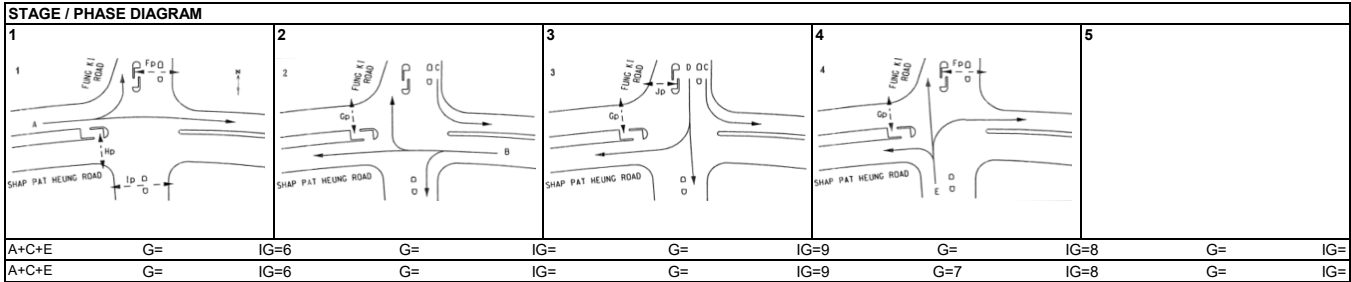 STAGE / PHASE DIAGRAM
1 2 3 4 5
1
FUNG KI
ROAD
Fp
N
A
Hp
SHAP PAT HEUNG ROAD
Ip
2
FUNG KI
ROAD
C
Gp
B
SHAP PAT HEUNG ROAD
3
FUNG KI
ROAD
D
C
Jp
Gp
SHAP PAT HEUNG ROAD
4
FUNG KI
ROAD
Fp
Gp
SHAP PAT HEUNG ROAD
E
A+C+E G= IG=6 G= IG= G= IG=9 G= IG=8 G= IG=
A+C+E G= IG=6 G= IG= G= IG=9 G=7 IG=8 G= IG=